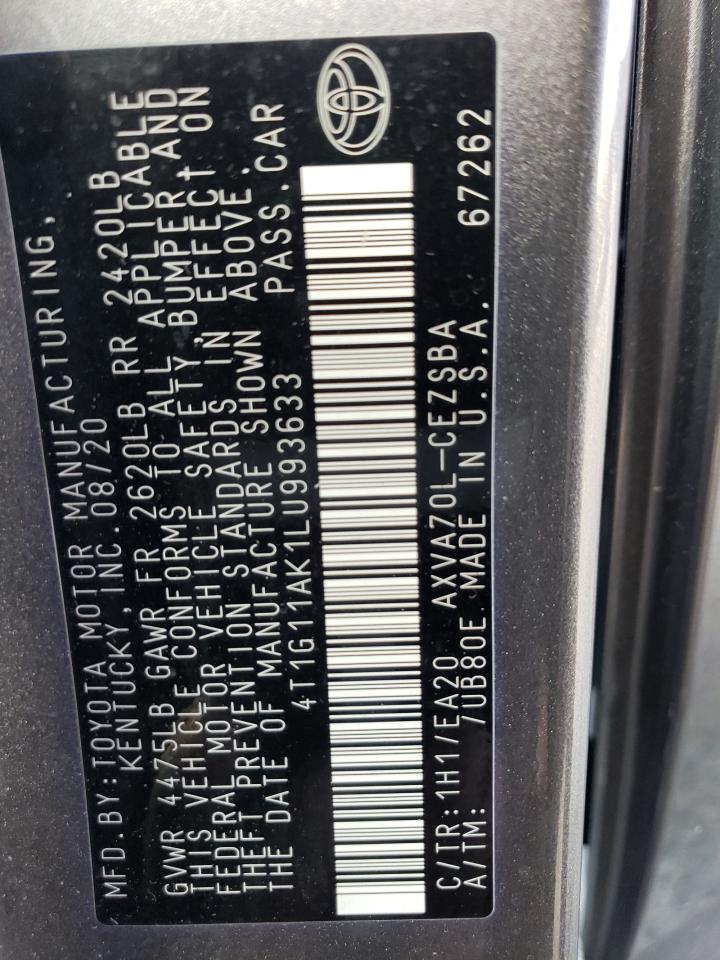 MFD.BY:TOYOTA MOTOR MANUFACTURING,
KENTUCKY, INC.08/20
GVWR 4475LB GAWR FR 2620LB RR 2420LB
THIS VEHICLE CONFORMS TO ALL APPLICABLE
FEDERAL MOTOR VEHICLE SAFETY, BUMPER AND
THEFT PREVENTION STANDARDS IN EFFECT ON
THE DATE OF MANUFACTURE SHOWN ABOVE.
4T1G11AK1LU993633 PASS.CAR
C/TR:1H1/EA20 AXVA70L-CEZSBA
A/TM: /UB80E MADE IN U.S.A. 67262